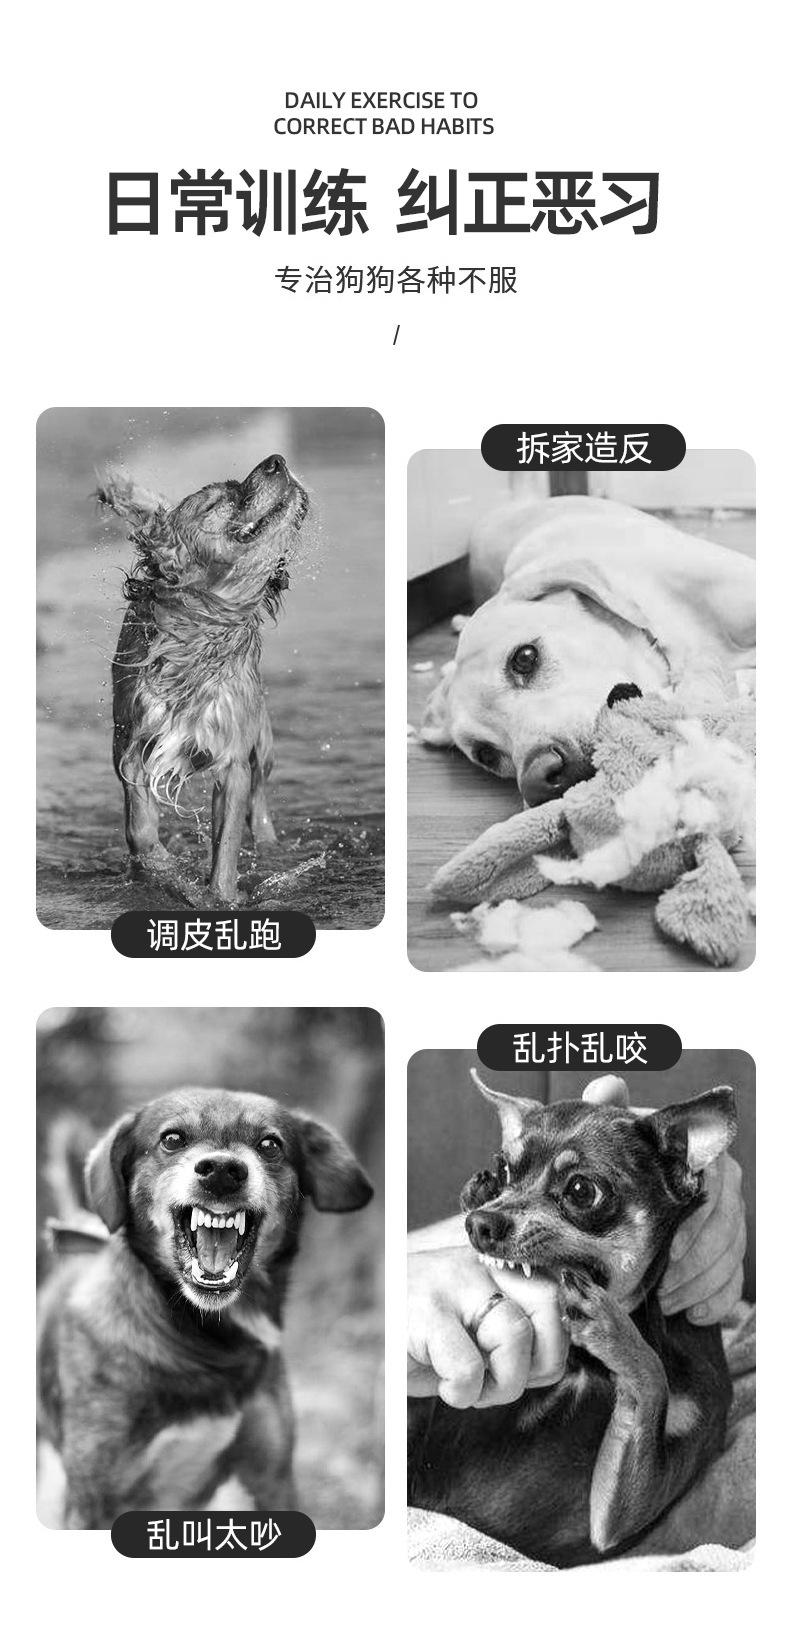 DAILY EXERCISE TO
CORRECT BAD HABITS
日常训练 纠正恶习
专治狗狗各种不服
/
拆家造反
调皮乱跑
乱扑乱咬
乱叫太吵